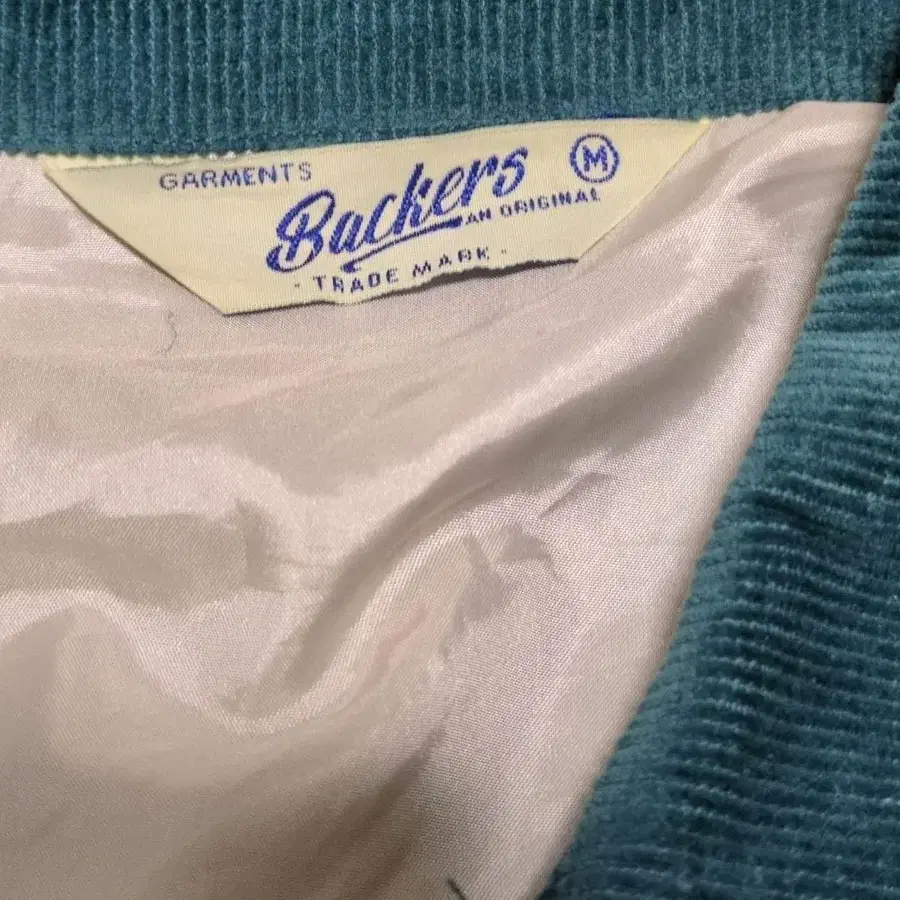 GARMENTS
M
Backers
AN ORIGINAL
- TRADE MARK -